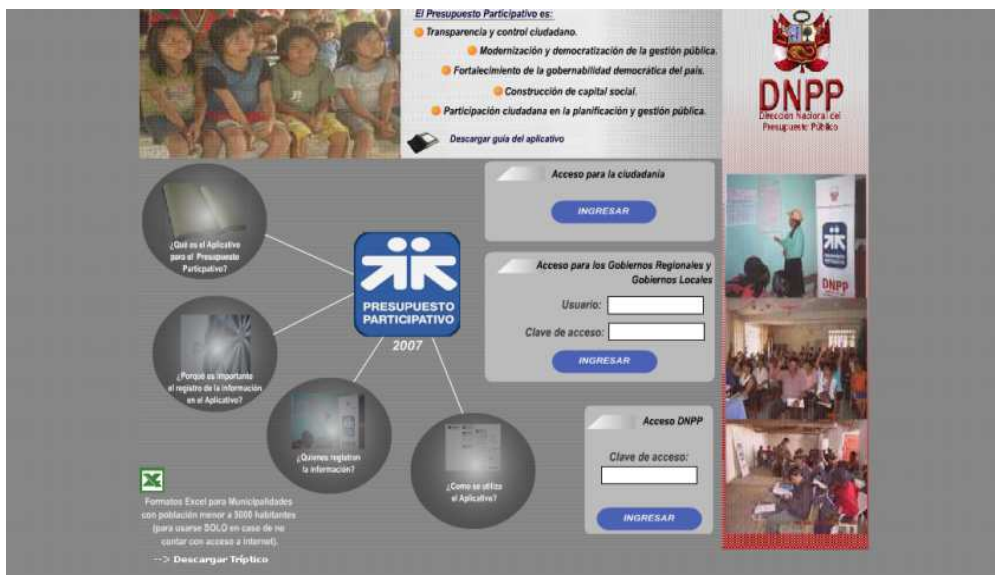 El Presupuesto Participativo es:
Transparencia y control ciudadano.
Modernización y democratización de la gestión pública.
Fortalecimiento de la gobernabilidad democrática del país.
Construcción de capital social.
Participación ciudadana en la planificación y gestión pública.
Descargar guía del aplicativo
DNPP
Dirección Nacional del
Presupuesto Público
¿Qué es el Aplicativo
para el Presupuesto
Particpativo?
¿Porqué es importante
el registro de la información
en el Aplicativo?
PRESUPUESTO
PARTICIPATIVO
2007
¿Quienes registran
la información?
¿Como se utiliza
el Aplicativo?
Acceso para la ciudadanía
INGRESAR
Acceso para los Gobiernos Regionales y
Gobiernos Locales
Usuario:
Clave de acceso:
INGRESAR
Acceso DNPP
Clave de acceso:
INGRESAR
DNPP
Formatos Excel para Municipalidades
con población menor a 3000 habitantes
(para usarse SOLO en caso de no
contar con acceso a internet).
--> Descargar Tríptico